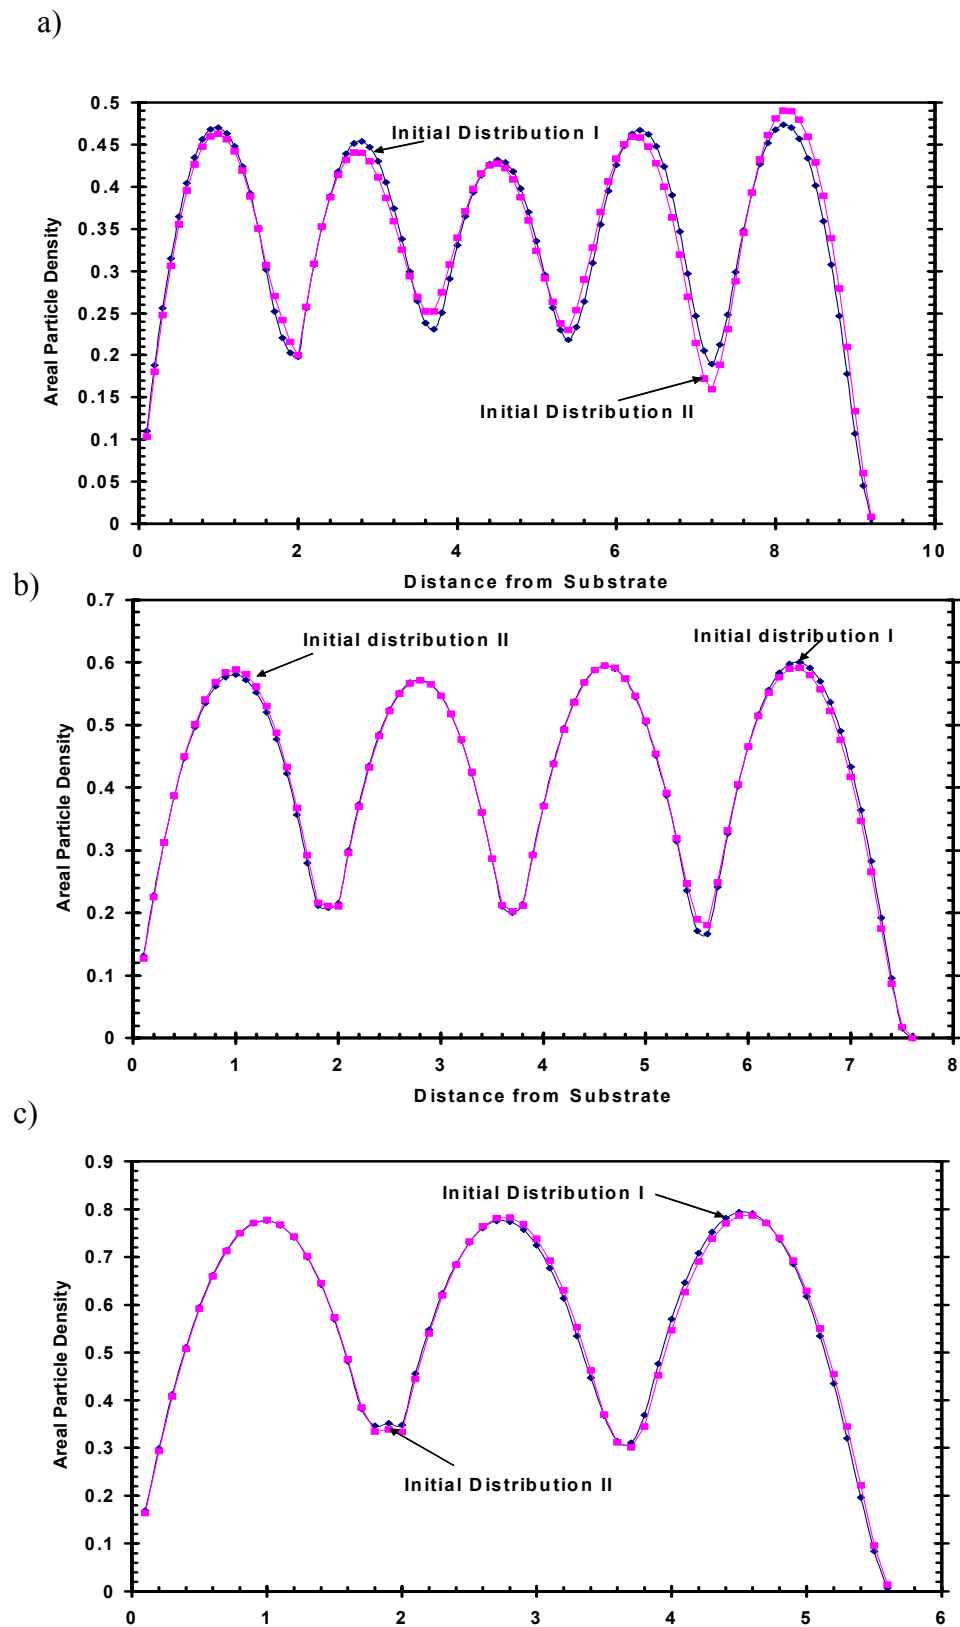 a)
0.5
Initial Distribution I
0.45
0.4
0.35
0.3
0.25
0.2
0.15
Initial Distribution II
0.1
0.05
0
0 2 4 6 8 10
Areal Particle Density
Distance from Substrate
b)
0.7
Initial distribution II
Initial distribution I
0.6
0.5
0.4
0.3
0.2
0.1
0
0 1 2 3 4 5 6 7 8
Areal Particle Density
Distance from Substrate
c)
0.9
Initial Distribution I
0.8
0.7
0.6
0.5
0.4
0.3
Initial Distribution II
0.2
0.1
0
0 1 2 3 4 5 6
Areal Particle Density